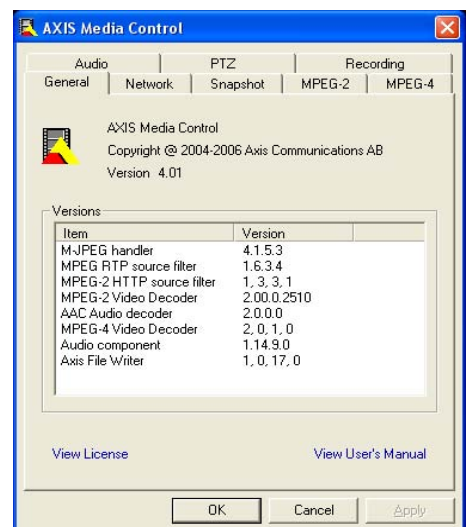 AXIS Media Control
Audio PTZ Recording
General Network Snapshot MPEG-2 MPEG-4
AXIS Media Control
Copyright @ 2004-2006 Axis Communications AB
Version 4.01
Versions
Item Version
M-JPEG handler 4.1.5.3
MPEG RTP source filter 1.6.3.4
MPEG-2 HTTP source filter 1, 3, 3, 1
MPEG-2 Video Decoder 2.00.0.2510
AAC Audio decoder 2.0.0.0
MPEG-4 Video Decoder 2, 0, 1, 0
Audio component 1.14.9.0
Axis File Writer 1, 0, 17, 0
View License View User's Manual
OK Cancel Apply